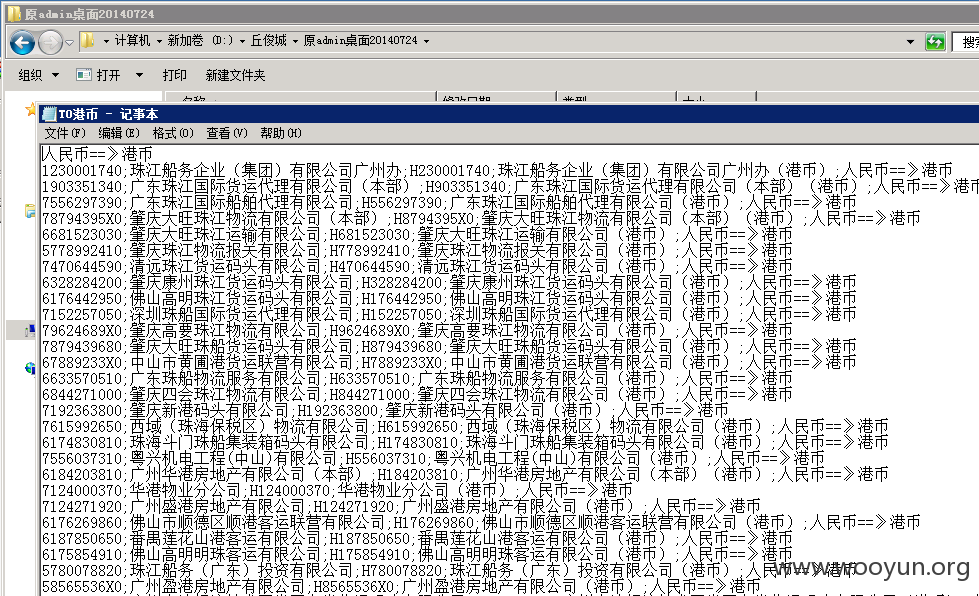 原admin桌面20140724
计算机 新加卷 (D:) 丘俊城 原admin桌面20140724
组织 打开 打印 新建文件夹
TO港币 - 记事本
文件(F) 编辑(E) 格式(O) 查看(V) 帮助(H)
人民币==》港币
1230001740;珠江船务企业（集团）有限公司广州办;H230001740;珠江船务企业（集团）有限公司广州办（港币）;人民币==》港币
1903351340;广东珠江国际货运代理有限公司（本部）;H903351340;广东珠江国际货运代理有限公司（本部）（港币）;人民币==》港币
7556297390;广东珠江国际船舶代理有限公司;H556297390;广东珠江国际船舶代理有限公司（港币）;人民币==》港币
78794395X0;肇庆大旺珠江物流有限公司（本部）;H8794395X0;肇庆大旺珠江物流有限公司（本部）（港币）;人民币==》港币
6681523030;肇庆大旺珠江运输有限公司;H681523030;肇庆大旺珠江运输有限公司（港币）;人民币==》港币
5778992410;肇庆珠江物流报关有限公司;H778992410;肇庆珠江物流报关有限公司（港币）;人民币==》港币
7470644590;清远珠江货运码头有限公司;H470644590;清远珠江货运码头有限公司（港币）;人民币==》港币
6328284200;肇庆康州珠江货运码头有限公司;H328284200;肇庆康州珠江货运码头有限公司（港币）;人民币==》港币
6176442950;佛山高明珠江货运码头有限公司;H176442950;佛山高明珠江货运码头有限公司（港币）;人民币==》港币
7152257050;深圳珠船国际货运代理有限公司;H152257050;深圳珠船国际货运代理有限公司（港币）;人民币==》港币
79624689X0;肇庆高要珠江物流有限公司;H9624689X0;肇庆高要珠江物流有限公司（港币）;人民币==》港币
7879439680;肇庆大旺珠船货运码头有限公司;H879439680;肇庆大旺珠船货运码头有限公司（港币）;人民币==》港币
67889233X0;中山市黄圃港货运联营有限公司;H7889233X0;中山市黄圃港货运联营有限公司（港币）;人民币==》港币
6633570510;广东珠船物流服务有限公司;H633570510;广东珠船物流服务有限公司（港币）;人民币==》港币
6844271000;肇庆四会珠江物流有限公司;H844271000;肇庆四会珠江物流有限公司（港币）;人民币==》港币
7192363800;肇庆新港码头有限公司;H192363800;肇庆新港码头有限公司（港币）;人民币==》港币
7615992650;西域（珠海保税区）物流有限公司;H615992650;西域（珠海保税区）物流有限公司（港币）;人民币==》港币
6174830810;珠海斗门珠船集装箱码头有限公司;H174830810;珠海斗门珠船集装箱码头有限公司（港币）;人民币==》港币
7556037310;粤兴机电工程(中山)有限公司;H556037310;粤兴机电工程(中山)有限公司（港币）;人民币==》港币
6184203810;广州华港房地产有限公司（本部）;H184203810;广州华港房地产有限公司（本部）（港币）;人民币==》港币
7124000370;华港物业分公司;H124000370;华港物业分公司（港币）;人民币==》港币
7124271920;广州盛港房地产有限公司;H124271920;广州盛港房地产有限公司（港币）;人民币==》港币
6176269860;佛山市顺德区顺港客运联营有限公司;H176269860;佛山市顺德区顺港客运联营有限公司（港币）;人民币==》港币
6187850650;番禺莲花山港客运有限公司;H187850650;番禺莲花山港客运有限公司（港币）;人民币==》港币
6175854910;佛山高明明珠客运有限公司;H175854910;佛山高明明珠客运有限公司（港币）;人民币==》港币
5780078820;珠江船务（广东）投资有限公司;H780078820;珠江船务（广东）投资有限公司（港币）;人民币==》港币
58565536X0;广州盈港房地产有限公司;H8565536X0;广州盈港房地产有限公司（港币）;人民币==》港币
www.wooyun.org